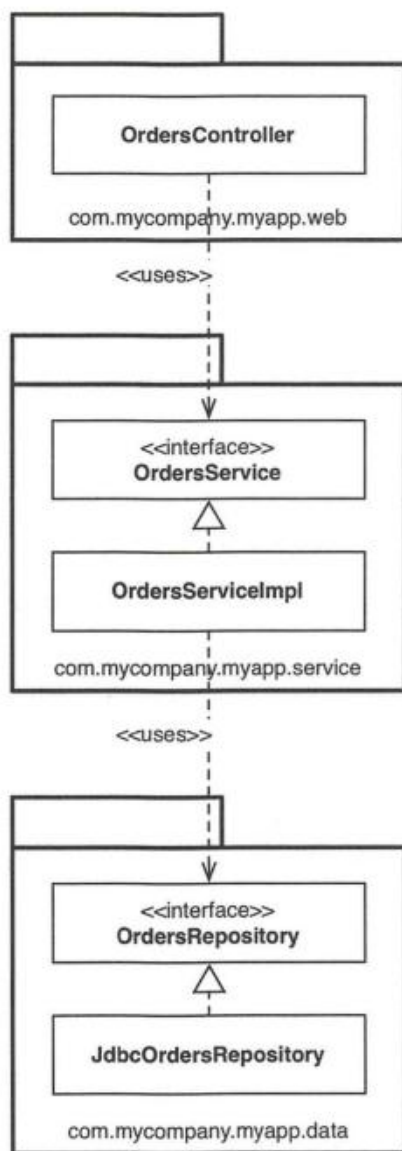 OrdersController
com.mycompany.myapp.web
<<uses>>
<<interface>>
OrdersService
OrdersServiceImpl
com.mycompany.myapp.service
<<uses>>
<<interface>>
OrdersRepository
JdbcOrdersRepository
com.mycompany.myapp.data